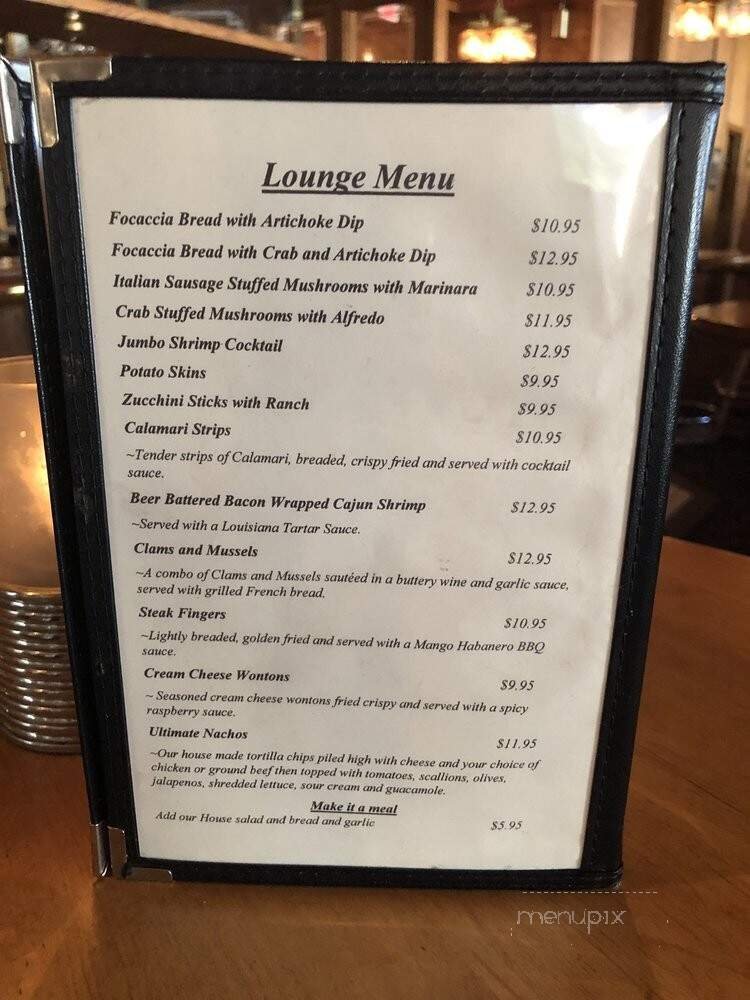 Lounge Menu
Focaccia Bread with Artichoke Dip $10.95
Focaccia Bread with Crab and Artichoke Dip $12.95
Italian Sausage Stuffed Mushrooms with Marinara $10.95
Crab Stuffed Mushrooms with Alfredo $11.95
Jumbo Shrimp Cocktail $12.95
Potato Skins $9.95
Zucchini Sticks with Ranch $9.95
Calamari Strips $10.95
~Tender strips of Calamari, breaded, crispy fried and served with cocktail
sauce.
Beer Battered Bacon Wrapped Cajun Shrimp $12.95
~Served with a Louisiana Tartar Sauce.
Clams and Mussels $12.95
~A combo of Clams and Mussels sautéed in a buttery wine and garlic sauce,
served with grilled French bread.
Steak Fingers $10.95
~Lightly breaded, golden fried and served with a Mango Habanero BBQ
sauce.
Cream Cheese Wontons $9.95
~ Seasoned cream cheese wontons fried crispy and served with a spicy
raspberry sauce.
Ultimate Nachos $11.95
~Our house made tortilla chips piled high with cheese and your choice of
chicken or ground beef then topped with tomatoes, scallions, olives,
jalapenos, shredded lettuce, sour cream and guacamole.
Make it a meal
Add our House salad and bread and garlic $5.95
menupix